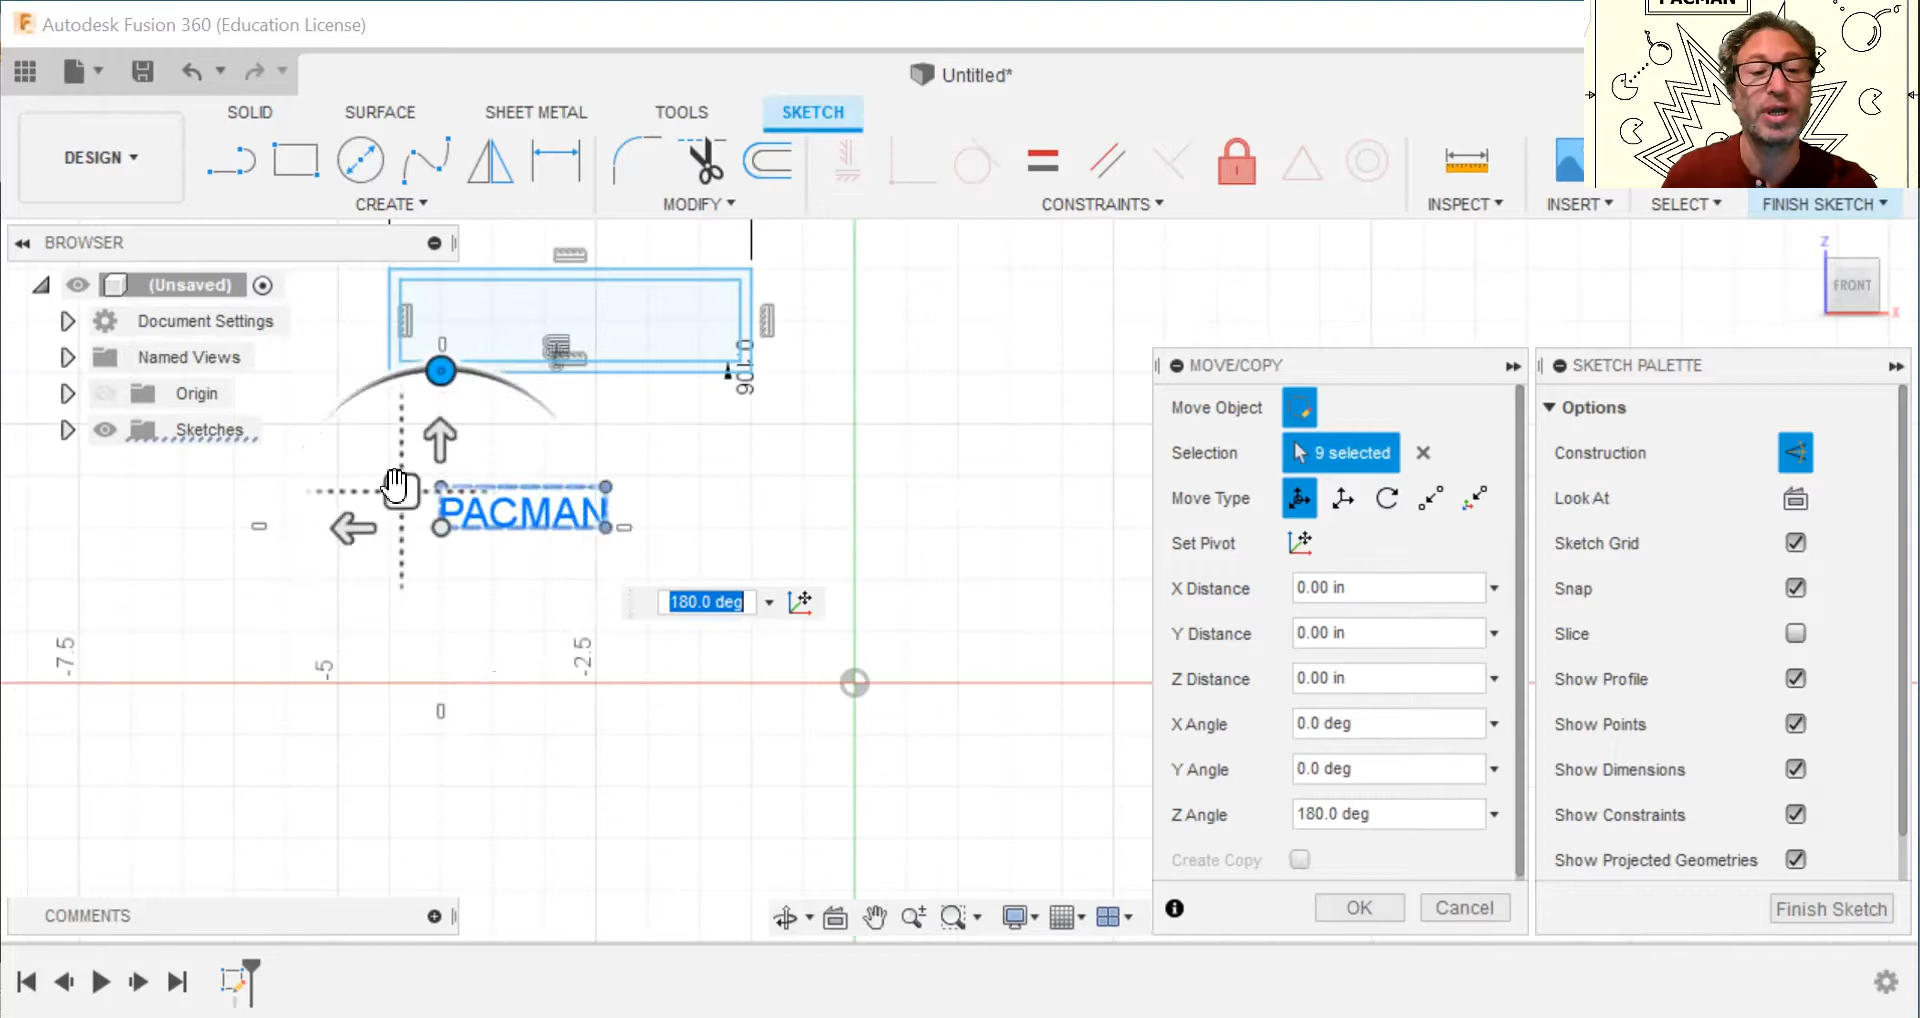 Autodesk Fusion 360 (Education License)
PACMAN
Untitled*
SOLID
SURFACE
SHEET METAL
TOOLS
SKETCH
DESIGN
CREATE
MODIFY
CONSTRAINTS
INSPECT
INSERT
SELECT
FINISH SKETCH
BROWSER
(Unsaved)
Document Settings
Named Views
Origin
Sketches
Z
FRONT
X
0
PACMAN
180.0 deg
-7.5
-5
-2.5
0
MOVE/COPY
Move Object
Selection
9 selected
Move Type
Set Pivot
X Distance
0.00 in
Y Distance
0.00 in
Z Distance
0.00 in
X Angle
0.0 deg
Y Angle
0.0 deg
Z Angle
180.0 deg
Create Copy
OK
Cancel
SKETCH PALETTE
Options
Construction
Look At
Sketch Grid
Snap
Slice
Show Profile
Show Points
Show Dimensions
Show Constraints
Show Projected Geometries
Finish Sketch
COMMENTS